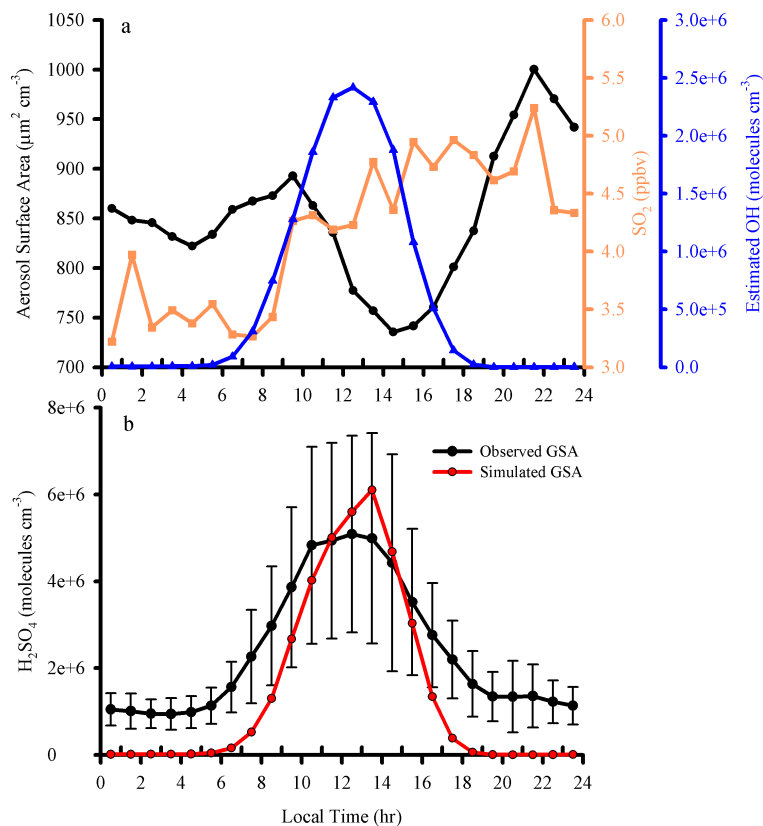 a
1050
1000
950
900
850
800
750
700
Aerosol Surface Area (μm² cm⁻³)
6.0
5.5
5.0
4.5
4.0
3.5
3.0
SO₂ (ppbv)
3.0e+6
2.5e+6
2.0e+6
1.5e+6
1.0e+6
5.0e+5
0.0
Estimated OH (molecules cm⁻³)
0 2 4 6 8 10 12 14 16 18 20 22 24
b
8e+6
6e+6
4e+6
2e+6
0
H₂SO₄ (molecules cm⁻³)
Observed GSA
Simulated GSA
0 2 4 6 8 10 12 14 16 18 20 22 24
Local Time (hr)